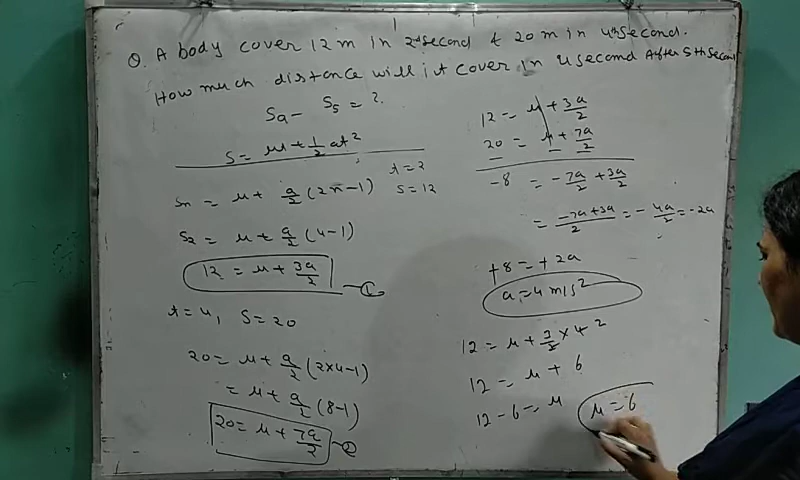 Q. A body cover 12 m in 2nd second & 20 m in 4th second.
How much distance will it cover in 4 second After 5th Second
S9 - S5 = ?
S = ut + 1/2 at²
Sn = u + a/2 (2n-1)
t=2
S=12
S2 = u + a/2 (4-1)
12 = u + 3a/2 —①
t=4, S=20
20 = u + a/2 (2×4-1)
= u + a/2 (8-1)
20 = u + 7a/2 —②
12 = u + 3a/2
20 = u + 7a/2
-8 = -7a/2 + 3a/2
= -7a+3a/2 = -4a/2 = -2a
+8 = +2a
a = 4 m/s²
12 = u + 3/2 × 4 2
12 = u + 6
12 - 6 = u
u = 6